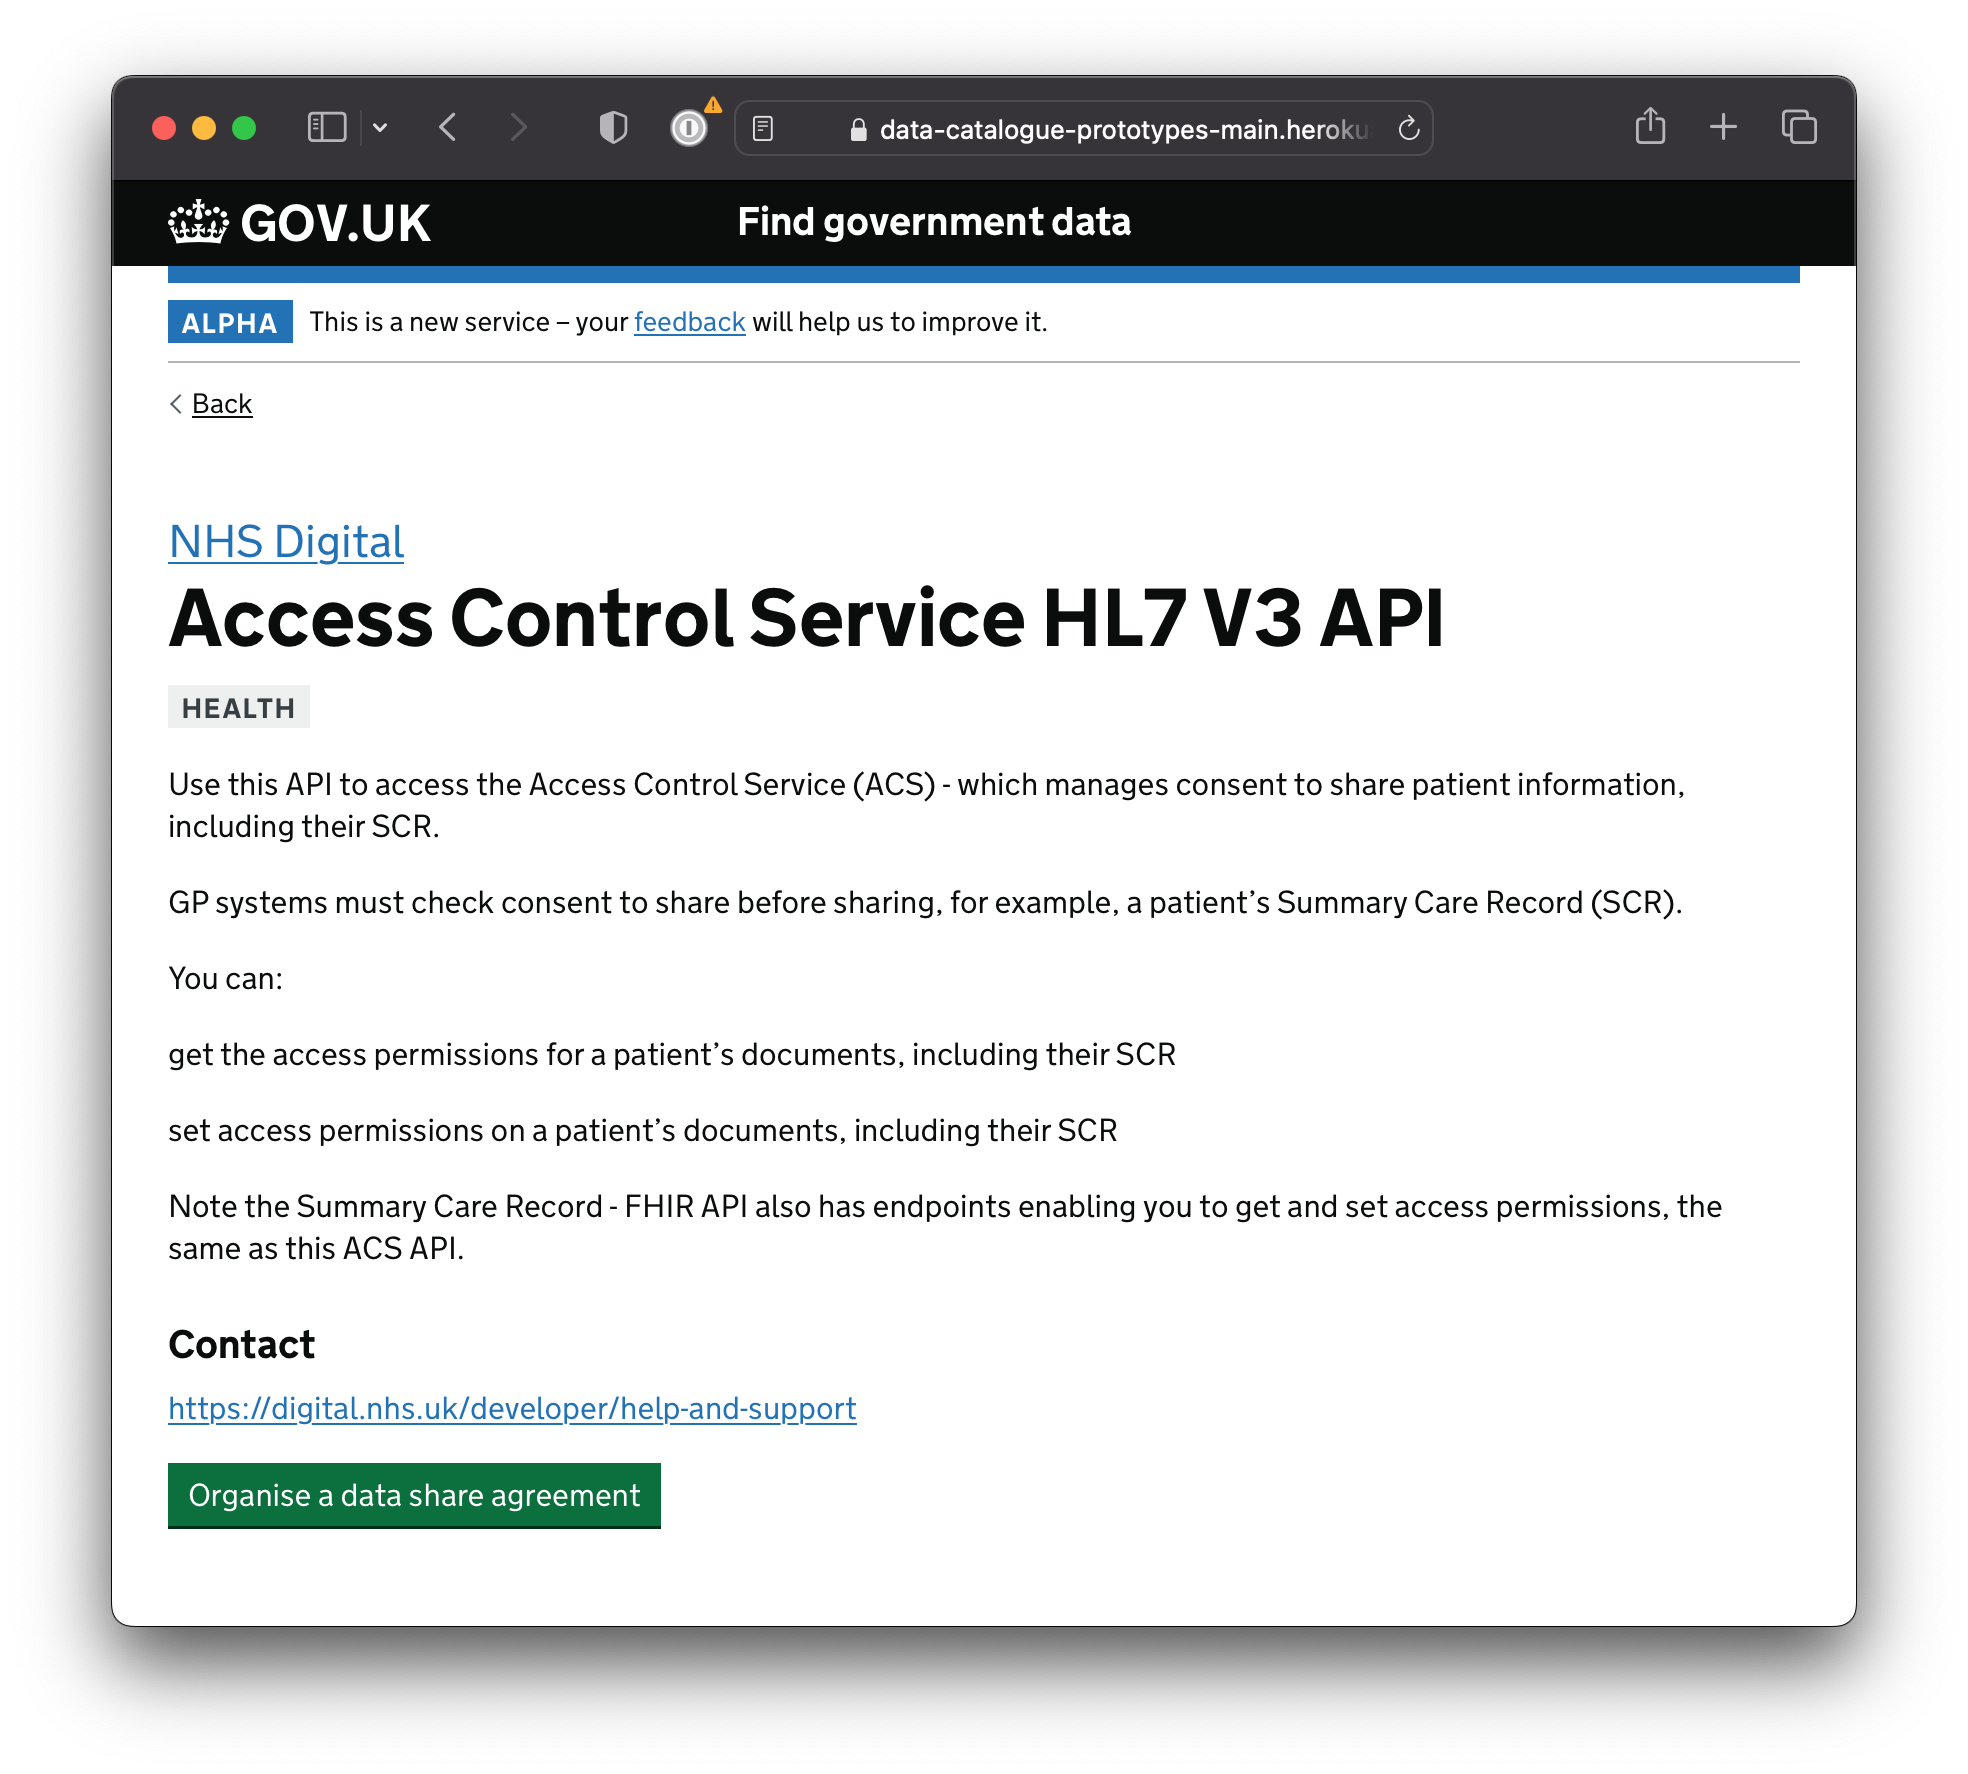 data-catalogue-prototypes-main.heroku
GOV.UK
Find government data
ALPHA This is a new service – your feedback will help us to improve it.
Back
NHS Digital
Access Control Service HL7 V3 API
HEALTH
Use this API to access the Access Control Service (ACS) - which manages consent to share patient information,
including their SCR.
GP systems must check consent to share before sharing, for example, a patient’s Summary Care Record (SCR).
You can:
get the access permissions for a patient’s documents, including their SCR
set access permissions on a patient’s documents, including their SCR
Note the Summary Care Record - FHIR API also has endpoints enabling you to get and set access permissions, the
same as this ACS API.
Contact
https://digital.nhs.uk/developer/help-and-support
Organise a data share agreement